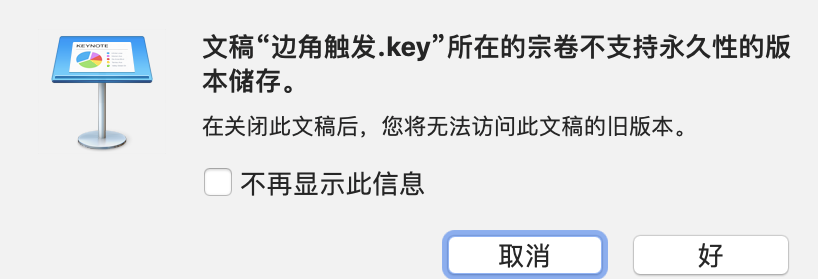 KEYNOTE
文稿“边角触发.key”所在的宗卷不支持永久性的版
本储存。
在关闭此文稿后，您将无法访问此文稿的旧版本。
不再显示此信息
取消
好